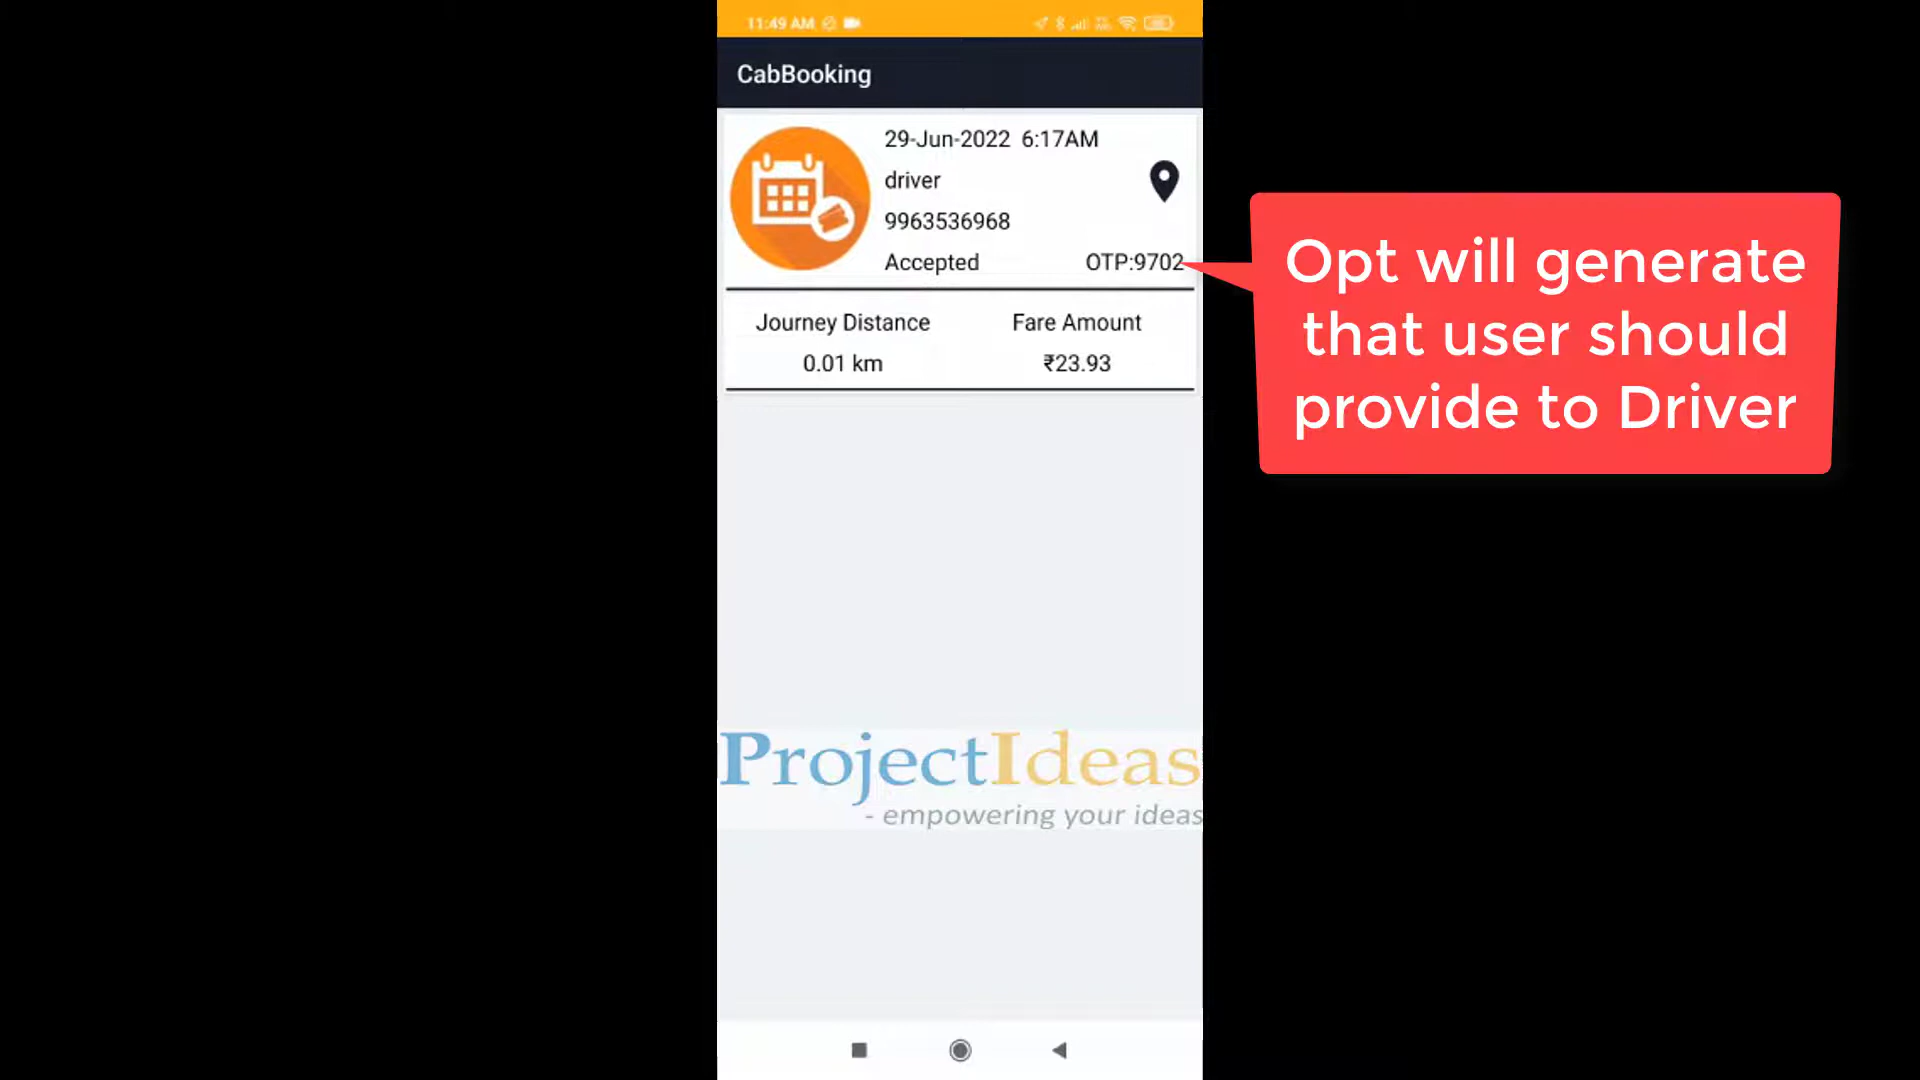 11:49 AM
CabBooking
29-Jun-2022 6:17AM
driver
9963536968
Accepted OTP:9702
Journey Distance Fare Amount
0.01 km ₹23.93
Opt will generate
that user should
provide to Driver
ProjectIdeas
- empowering your ideas